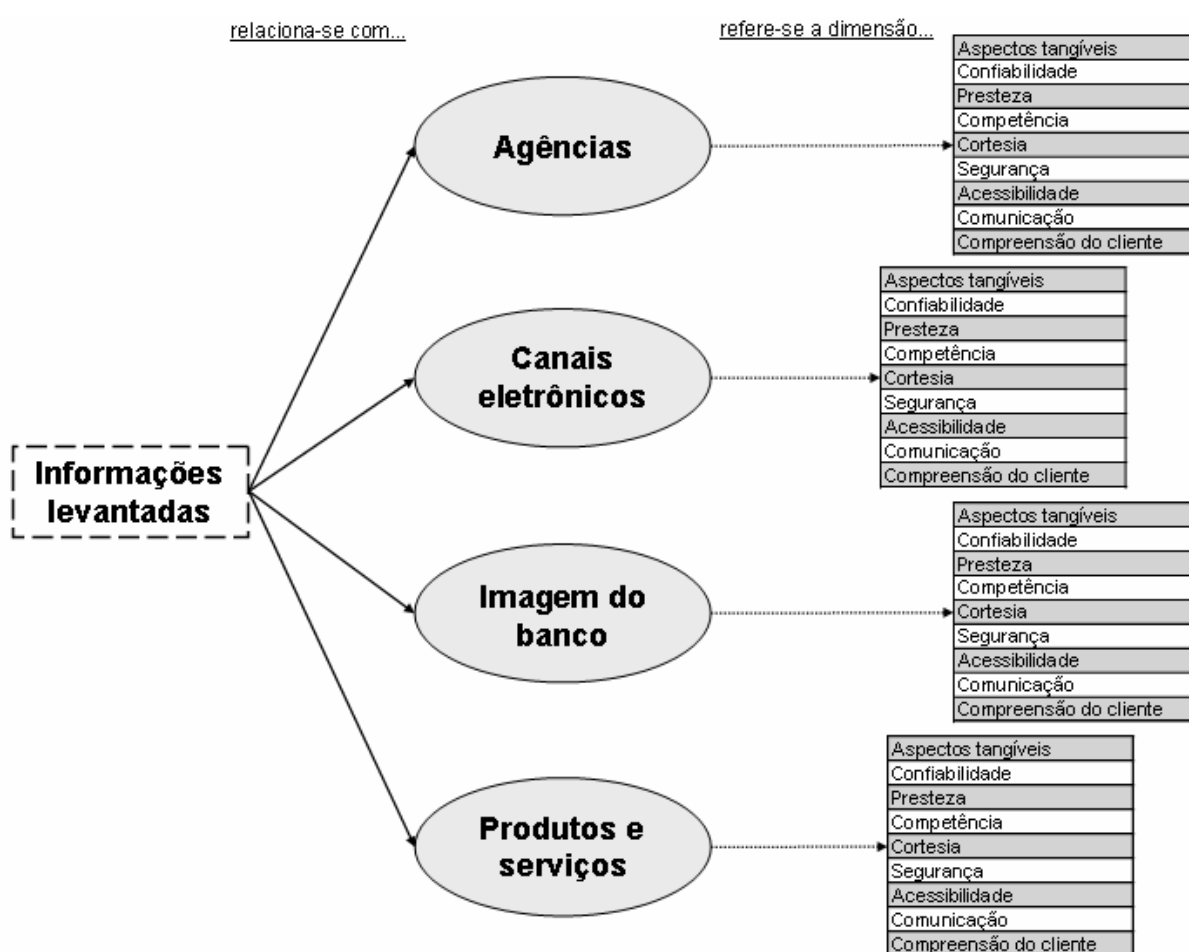 relaciona-se com...
refere-se a dimensão...
Agências
Aspectos tangíveis
Confiabilidade
Presteza
Competência
Cortesia
Segurança
Acessibilidade
Comunicação
Compreensão do cliente
Canais
eletrônicos
Aspectos tangíveis
Confiabilidade
Presteza
Competência
Cortesia
Segurança
Acessibilidade
Comunicação
Compreensão do cliente
Informações
levantadas
Imagem do
banco
Aspectos tangíveis
Confiabilidade
Presteza
Competência
Cortesia
Segurança
Acessibilidade
Comunicação
Compreensão do cliente
Produtos e
serviços
Aspectos tangíveis
Confiabilidade
Presteza
Competência
Cortesia
Segurança
Acessibilidade
Comunicação
Compreensão do cliente